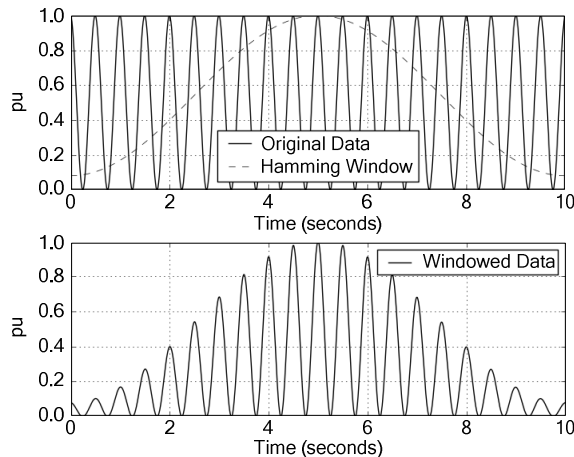 1.0
0.8
0.6
0.4
0.2
0.0
pu
Original Data
Hamming Window
0 2 4 6 8 10
Time (seconds)
1.0
0.8
0.6
0.4
0.2
0.0
pu
Windowed Data
0 2 4 6 8 10
Time (seconds)